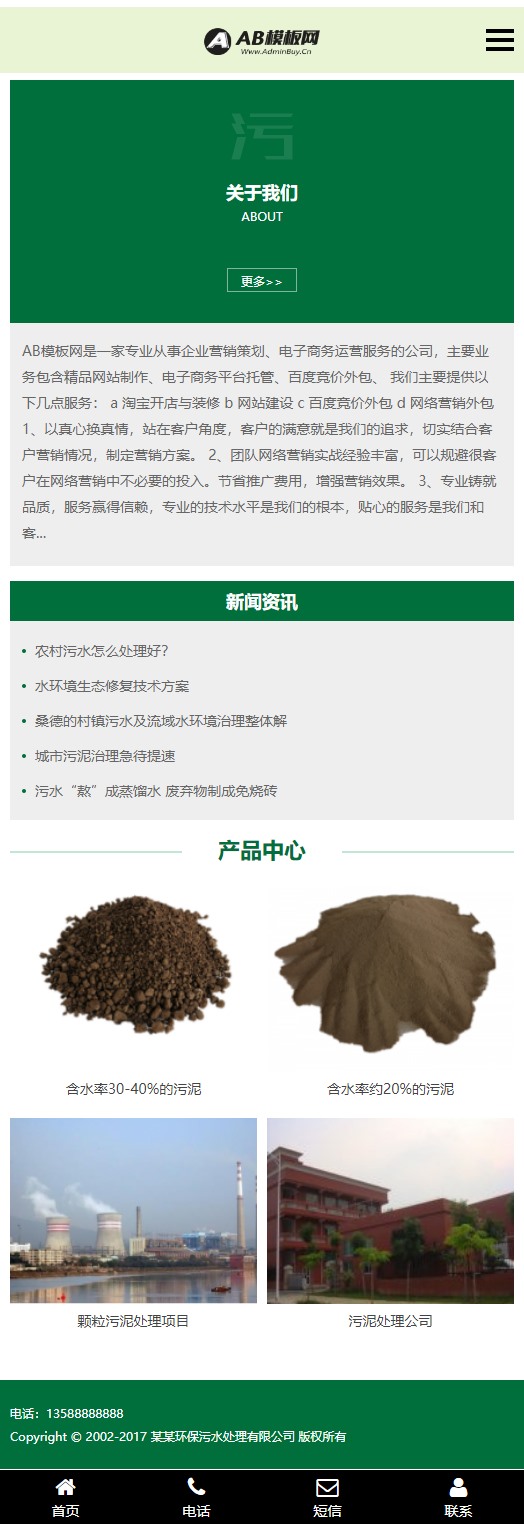 AB模板网
Www.AdminBuy.Cn
污
关于我们
ABOUT
更多>>
AB模板网是一家专业从事企业营销策划、电子商务运营服务的公司，主要业
务包含精品网站制作、电子商务平台托管、百度竞价外包、 我们主要提供以
下几点服务： a 淘宝开店与装修 b 网站建设 c 百度竞价外包 d 网络营销外包
1、以真心换真情，站在客户角度，客户的满意就是我们的追求，切实结合客
户营销情况，制定营销方案。 2、团队网络营销实战经验丰富，可以规避很客
户在网络营销中不必要的投入。节省推广费用，增强营销效果。 3、专业铸就
品质，服务赢得信赖，专业的技术水平是我们的根本，贴心的服务是我们和
客...
新闻资讯
农村污水怎么处理好?
水环境生态修复技术方案
桑德的村镇污水及流域水环境治理整体解
城市污泥治理急待提速
污水“熬”成蒸馏水 废弃物制成免烧砖
产品中心
含水率30-40%的污泥
含水率约20%的污泥
颗粒污泥处理项目
污泥处理公司
电话：13588888888
Copyright © 2002-2017 某某环保污水处理有限公司 版权所有
首页
电话
短信
联系